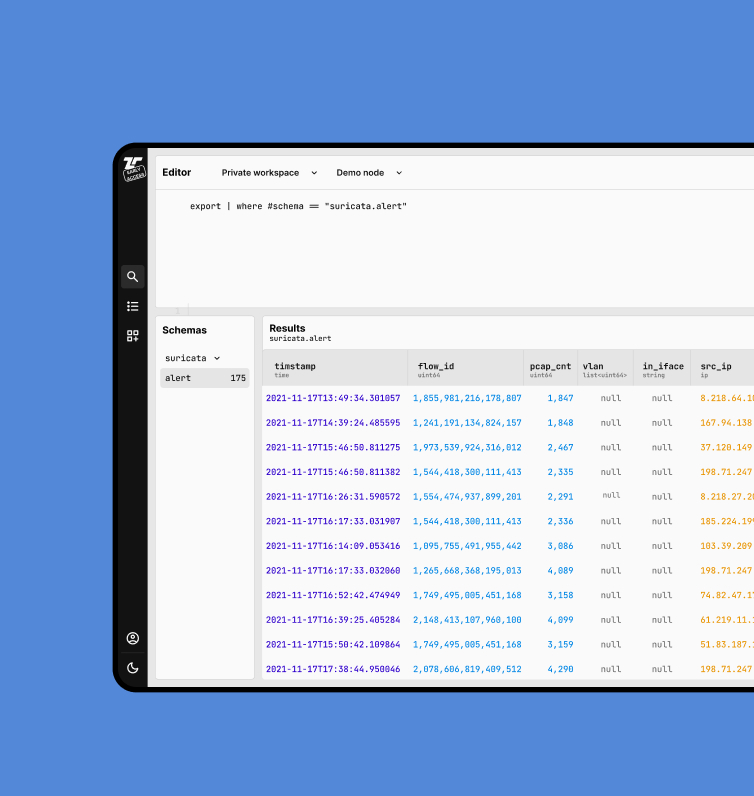 EARLY
ACCESS
Editor Private workspace Demo node
export | where #schema == "suricata.alert"
1
Schemas
suricata
alert 175
Results
suricata.alert
timstamp flow_id pcap_cnt vlan in_iface src_ip
time uint64 uint64 list<uint64> string ip
2021-11-17T13:49:34.301057 1,855,981,216,178,807 1,847 null null 8.218.64.1
2021-11-17T14:39:24.485595 1,241,191,134,824,157 1,848 null null 167.94.138
2021-11-17T15:46:50.811275 1,973,539,924,316,012 2,467 null null 37.120.149
2021-11-17T15:46:50.811382 1,544,418,300,111,413 2,335 null null 198.71.247
2021-11-17T16:26:31.590572 1,554,474,937,899,201 2,291 null null 8.218.27.2
2021-11-17T16:17:33.031907 1,544,418,300,111,413 2,336 null null 185.224.19
2021-11-17T16:14:09.053416 1,095,755,491,955,442 3,086 null null 103.39.209
2021-11-17T16:17:33.032060 1,265,668,368,195,013 4,089 null null 198.71.247
2021-11-17T16:52:42.474949 1,749,495,005,451,168 3,158 null null 74.82.47.1
2021-11-17T16:39:25.405284 2,148,413,107,960,100 4,099 null null 61.219.11.
2021-11-17T15:50:42.109864 1,749,495,005,451,168 3,159 null null 51.83.187.
2021-11-17T17:38:44.950046 2,078,606,819,409,512 4,290 null null 198.71.247